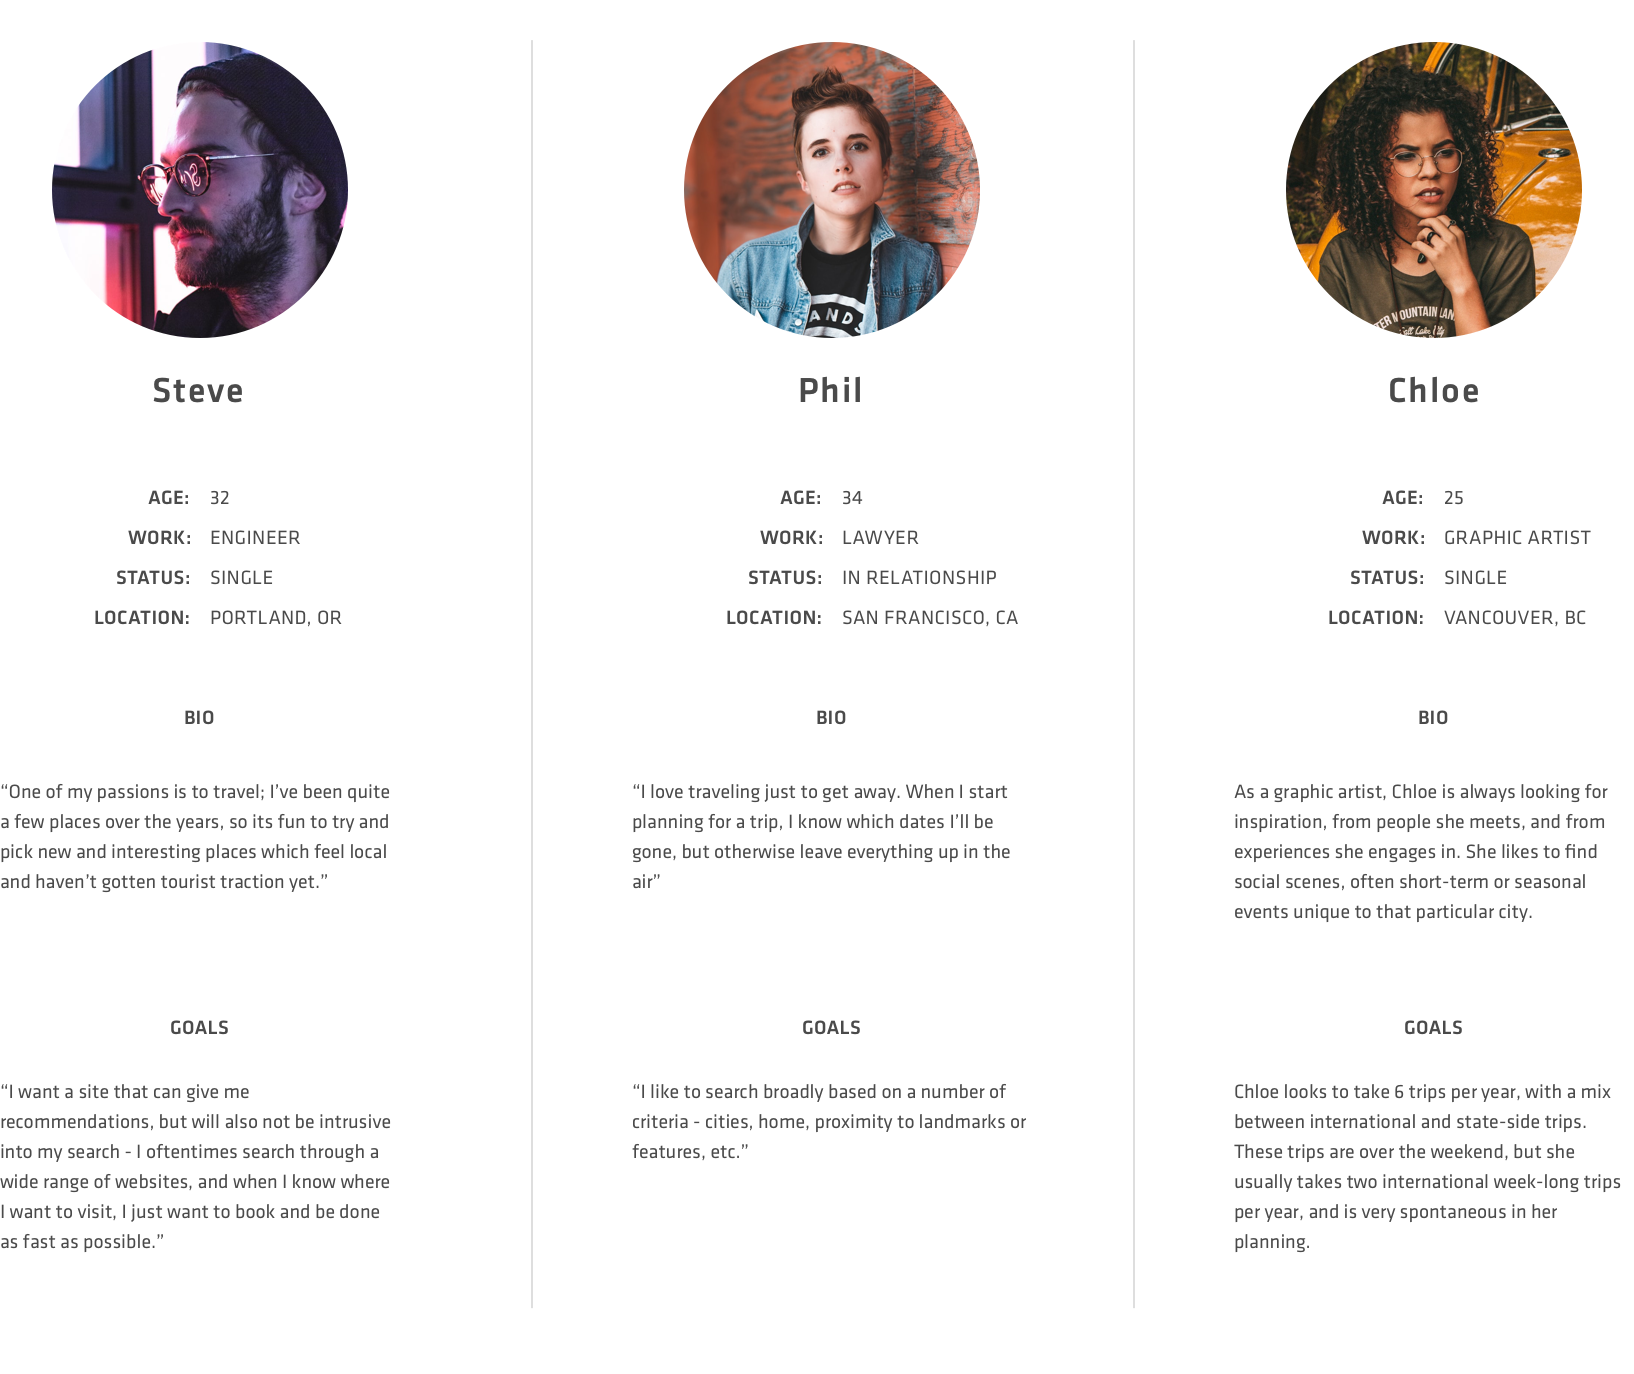 Steve
AGE: 32
WORK: ENGINEER
STATUS: SINGLE
LOCATION: PORTLAND, OR
BIO
“One of my passions is to travel; I’ve been quite
a few places over the years, so its fun to try and
pick new and interesting places which feel local
and haven’t gotten tourist traction yet.”
GOALS
“I want a site that can give me
recommendations, but will also not be intrusive
into my search - I oftentimes search through a
wide range of websites, and when I know where
I want to visit, I just want to book and be done
as fast as possible.”
ANDS
Phil
AGE: 34
WORK: LAWYER
STATUS: IN RELATIONSHIP
LOCATION: SAN FRANCISCO, CA
BIO
“I love traveling just to get away. When I start
planning for a trip, I know which dates I’ll be
gone, but otherwise leave everything up in the
air”
GOALS
“I like to search broadly based on a number of
criteria - cities, home, proximity to landmarks or
features, etc.”
MOUNTAIN LAN
Salt Lake City
Chloe
AGE: 25
WORK: GRAPHIC ARTIST
STATUS: SINGLE
LOCATION: VANCOUVER, BC
BIO
As a graphic artist, Chloe is always looking for
inspiration, from people she meets, and from
experiences she engages in. She likes to find
social scenes, often short-term or seasonal
events unique to that particular city.
GOALS
Chloe looks to take 6 trips per year, with a mix
between international and state-side trips.
These trips are over the weekend, but she
usually takes two international week-long trips
per year, and is very spontaneous in her
planning.